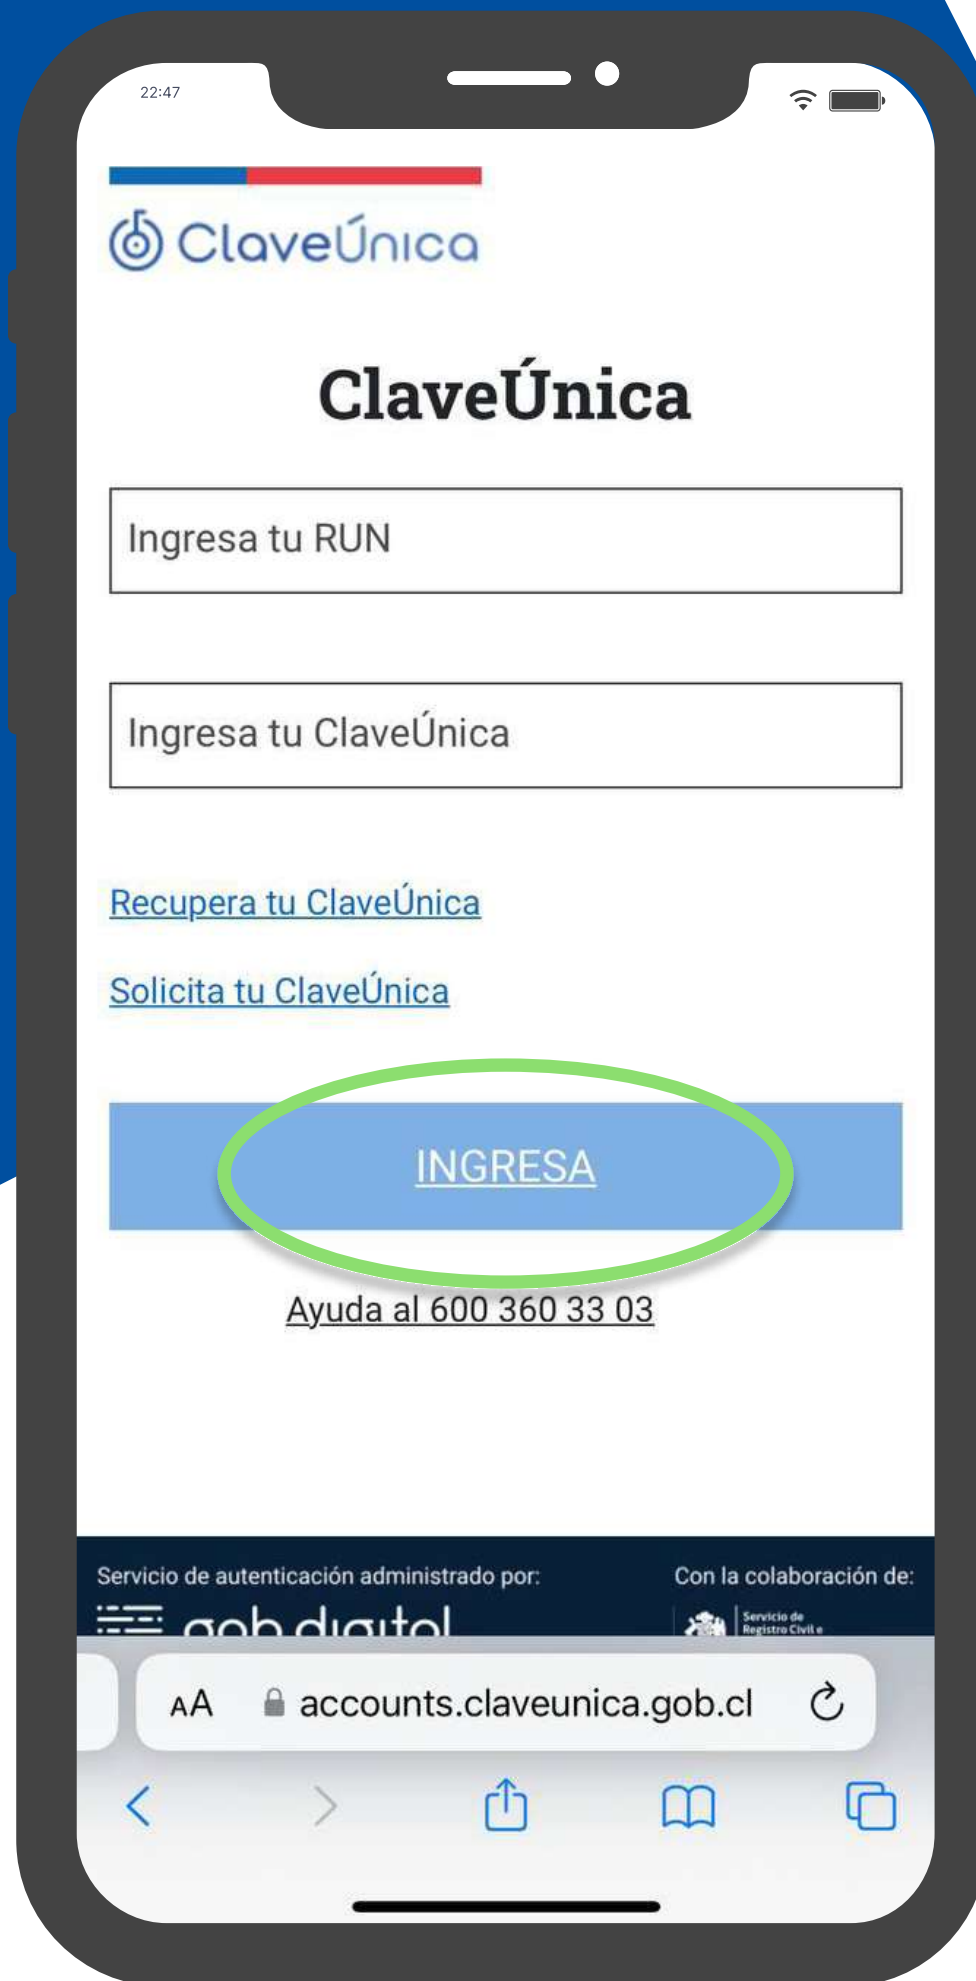 22:47
ClaveÚnica
ClaveÚnica
Ingresa tu RUN
Ingresa tu ClaveÚnica
Recupera tu ClaveÚnica
Solicita tu ClaveÚnica
INGRESA
Ayuda al 600 360 33 03
Servicio de autenticación administrado por:
gob digital
Con la colaboración de:
Servicio de
Registro Civil e
AA accounts.claveunica.gob.cl